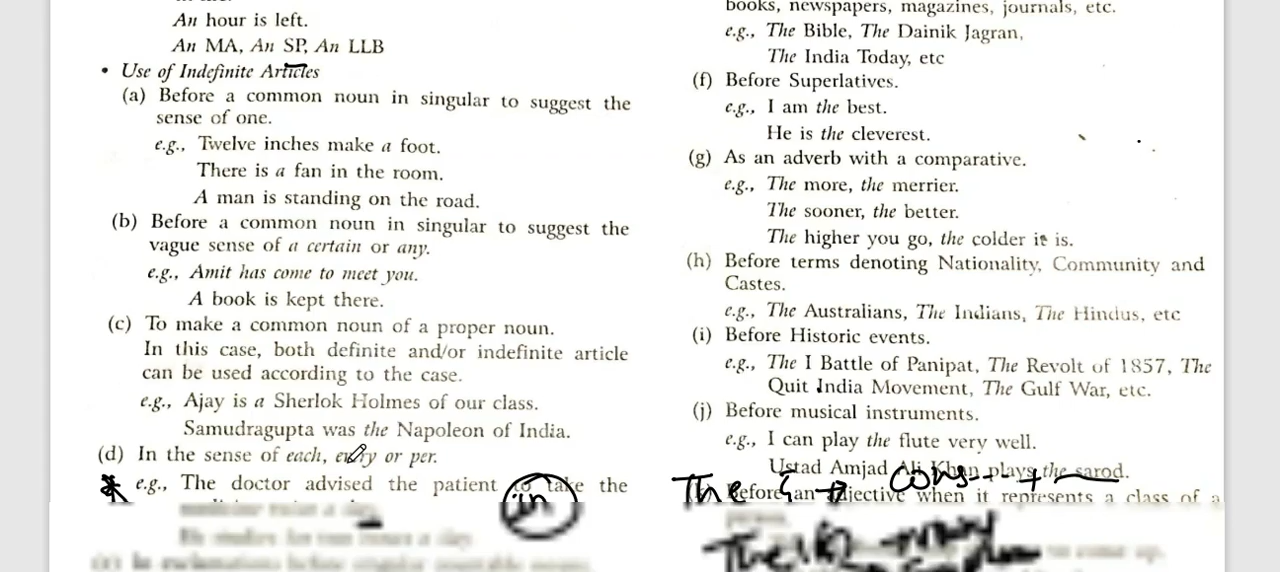 An hour is left.
An MA, An SP, An LLB
• Use of Indefinite Articles
(a) Before a common noun in singular to suggest the
sense of one.
e.g., Twelve inches make a foot.
There is a fan in the room.
A man is standing on the road.
(b) Before a common noun in singular to suggest the
vague sense of a certain or any.
e.g., Amit has come to meet you.
A book is kept there.
(c) To make a common noun of a proper noun.
In this case, both definite and/or indefinite article
can be used according to the case.
e.g., Ajay is a Sherlok Holmes of our class.
Samudragupta was the Napoleon of India.
(d) In the sense of each, every or per.
e.g., The doctor advised the patient to take the
in
books, newspapers, magazines, journals, etc.
e.g., The Bible, The Dainik Jagran,
The India Today, etc
(f) Before Superlatives.
e.g., I am the best.
He is the cleverest.
(g) As an adverb with a comparative.
e.g., The more, the merrier.
The sooner, the better.
The higher you go, the colder it is.
(h) Before terms denoting Nationality, Community and
Castes.
e.g., The Australians, The Indians, The Hindus, etc
(i) Before Historic events.
e.g., The I Battle of Panipat, The Revolt of 1857, The
Quit India Movement, The Gulf War, etc.
(j) Before musical instruments.
e.g., I can play the flute very well.
Ustad Amjad Ali Khan plays the sarod.
The
Before an adjective when it represents a class of a